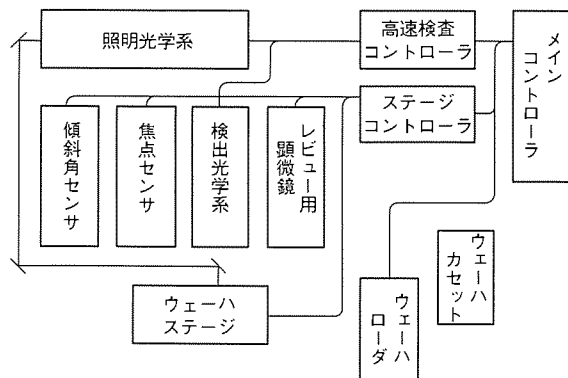 照明光学系
高速検査
コントローラ
メイン
コントローラ
ステージ
コントローラ
傾斜角センサ
焦点センサ
検出光学系
レビュー用
顕微鏡
ウェーハ
ステージ
ウェーハ
ローダ
ウェーハ
カセット